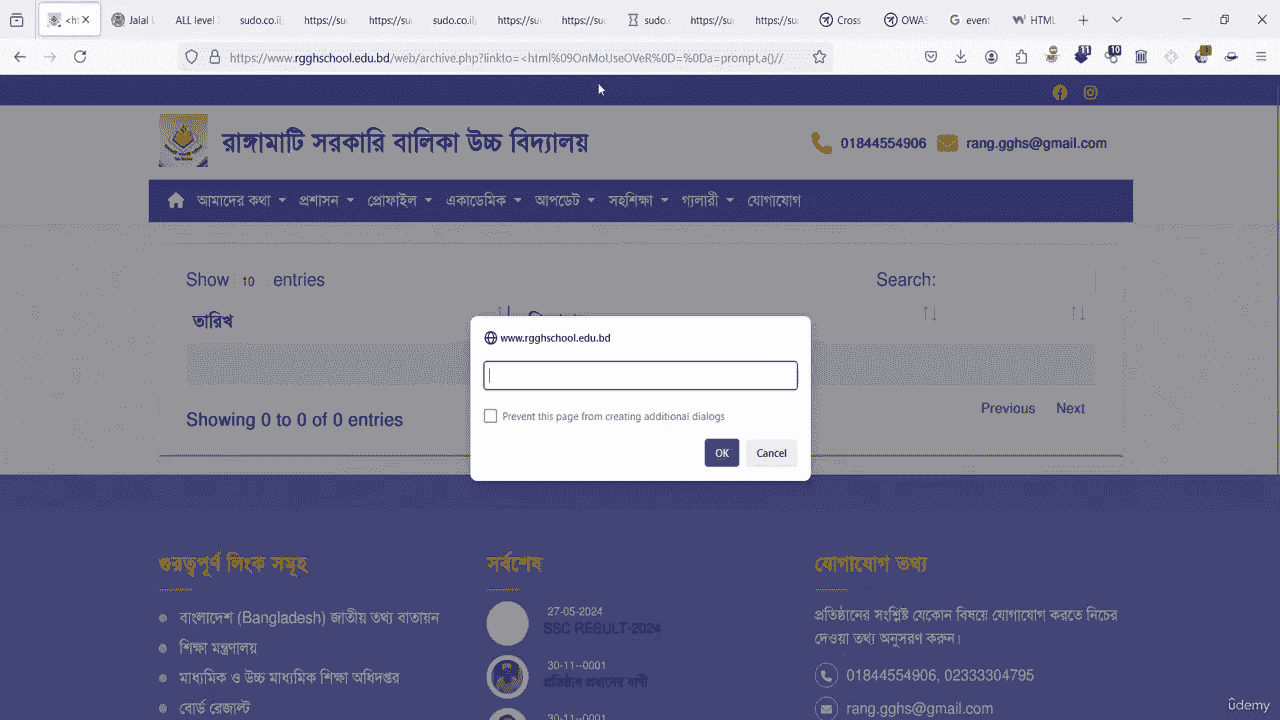 <ht
Jalal
ALL level
sudo.co.il,
https://su
https://su
sudo.co.il,
https://su
https://su
sudo.
https://su
https://su
Cross
OWA
event
HTML
https://www.rgghschool.edu.bd/web/archive.php?linkto=<html%09OnMoUseOVeR%0D=%0Da=prompt,a()//
11
10
রাঙ্গামাটি সরকারি বালিকা উচ্চ বিদ্যালয়
01844554906
rang.gghs@gmail.com
আমাদের কথা
প্রশাসন
প্রোফাইল
একাডেমিক
আপডেট
সহশিক্ষা
গ্যালারী
যোগাযোগ
Show 10 entries
Search:
তারিখ
www.rgghschool.edu.bd
Prevent this page from creating additional dialogs
OK
Cancel
Showing 0 to 0 of 0 entries
Previous
Next
গুরত্বপূর্ণ লিংক সমূহ
বাংলাদেশ (Bangladesh) জাতীয় তথ্য বাতায়ন
শিক্ষা মন্ত্রণালয়
মাধ্যমিক ও উচ্চ মাধ্যমিক শিক্ষা অধিদপ্তর
বোর্ড রেজাল্ট
সর্বশেষ
27-05-2024
SSC RESULT-2024
30-11--0001
প্রতিষ্ঠান প্রধানের বাণী
30-11--0001
যোগাযোগ তথ্য
প্রতিষ্ঠানের সংশ্লিষ্ট যেকোন বিষয়ে যোগাযোগ করতে নিচের
দেওয়া তথ্য অনুসরণ করুন।
01844554906, 02333304795
rang.gghs@gmail.com
ûdemy